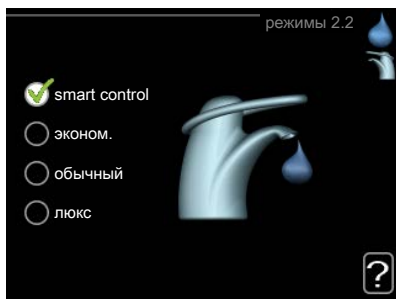 режимы 2.2
smart control
эконом.
обычный
люкс
?